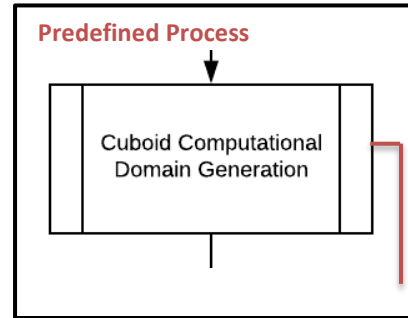 Predefined Process
Cuboid Computational
Domain Generation